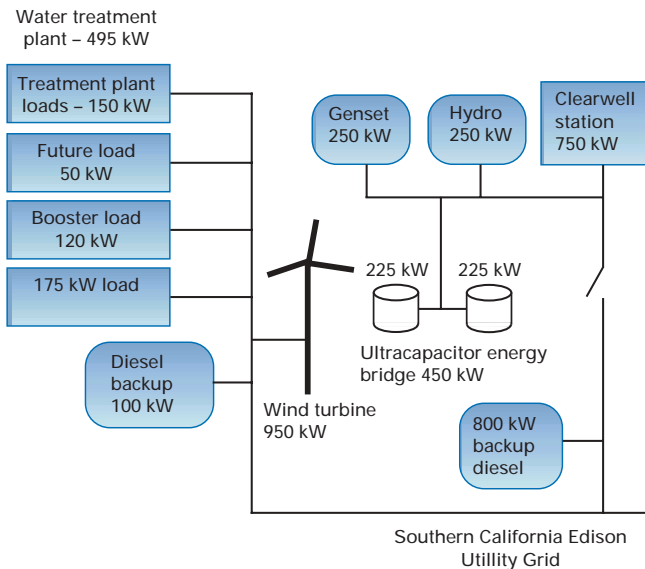 Water treatment
plant – 495 kW
Treatment plant
loads – 150 kW
Future load
50 kW
Booster load
120 kW
175 kW load
Diesel
backup
100 kW
Wind turbine
950 kW
Genset
250 kW
Hydro
250 kW
Clearwell
station
750 kW
225 kW
225 kW
Ultracapacitor energy
bridge 450 kW
800 kW
backup
diesel
Southern California Edison
Utillity Grid